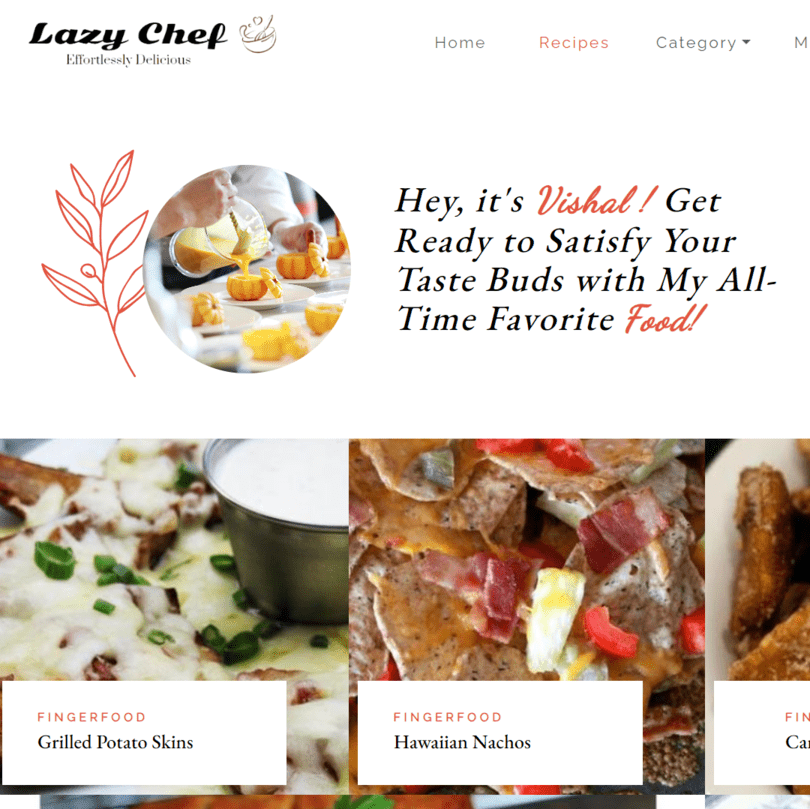 Lazy Chef
Effortlessly Delicious
Home Recipes Category M
Hey, it's Vishal! Get
Ready to Satisfy Your
Taste Buds with My All-
Time Favorite Food!
FINGERFOOD
Grilled Potato Skins
FINGERFOOD
Hawaiian Nachos
FIN
Ca